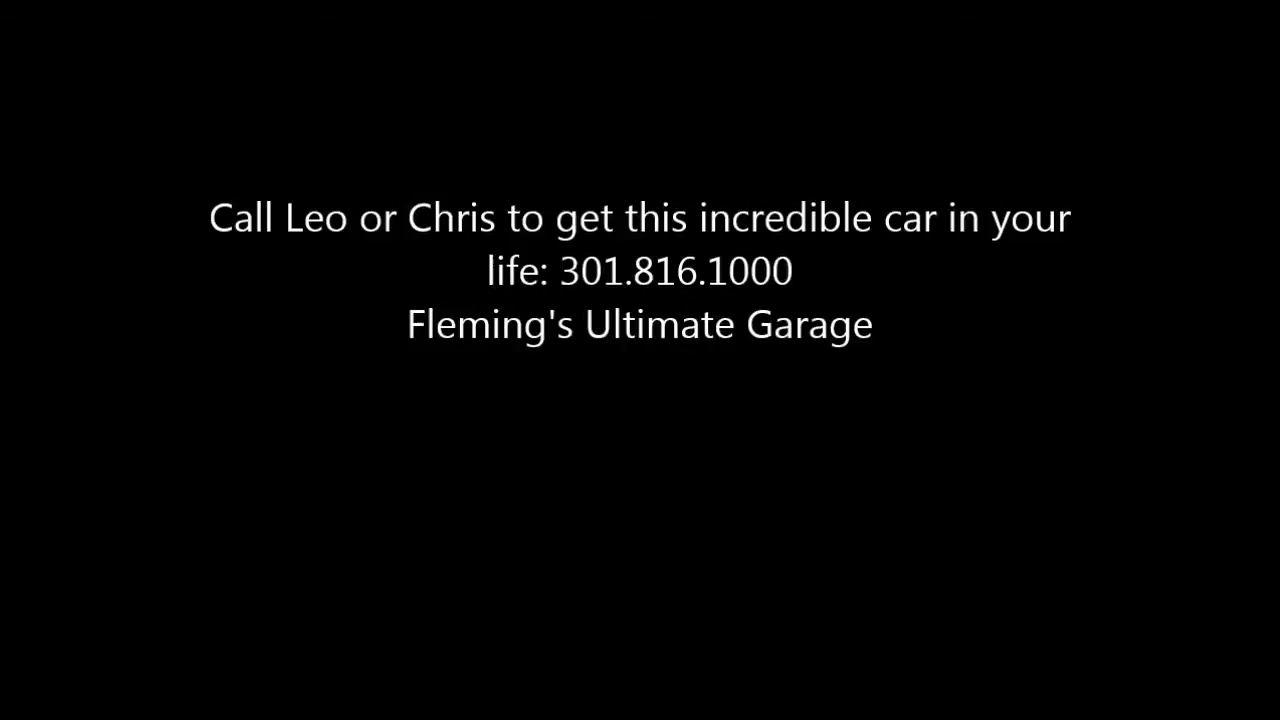 Call Leo or Chris to get this incredible car in your
life: 301.816.1000
Fleming's Ultimate Garage